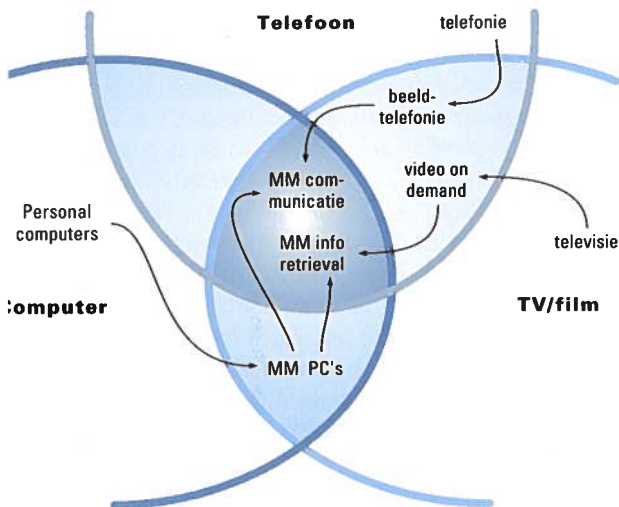 Telefoon
telefonie
beeld-
telefonie
MM com-
municatie
video on
demand
Personal
computers
MM info
retrieval
televisie
Computer
TV/film
MM PC's